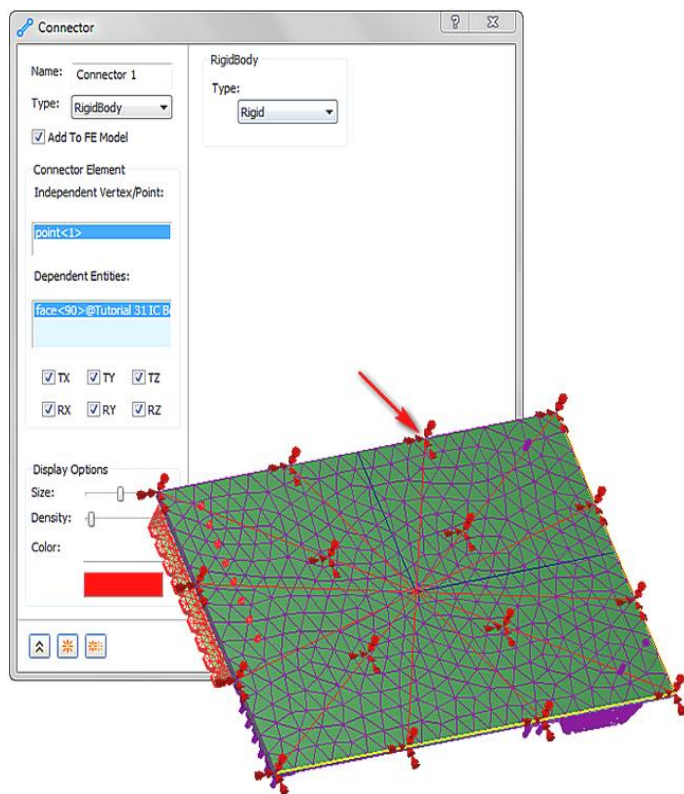 Connector
?
Name: Connector 1
Type: RigidBody
Add To FE Model
Connector Element
Independent Vertex/Point:
point<1>
Dependent Entities:
face<90>@Tutorial 31 IC
TX TY TZ
RX RY RZ
Display Options
Size:
Density:
Color:
RigidBody
Type:
Rigid